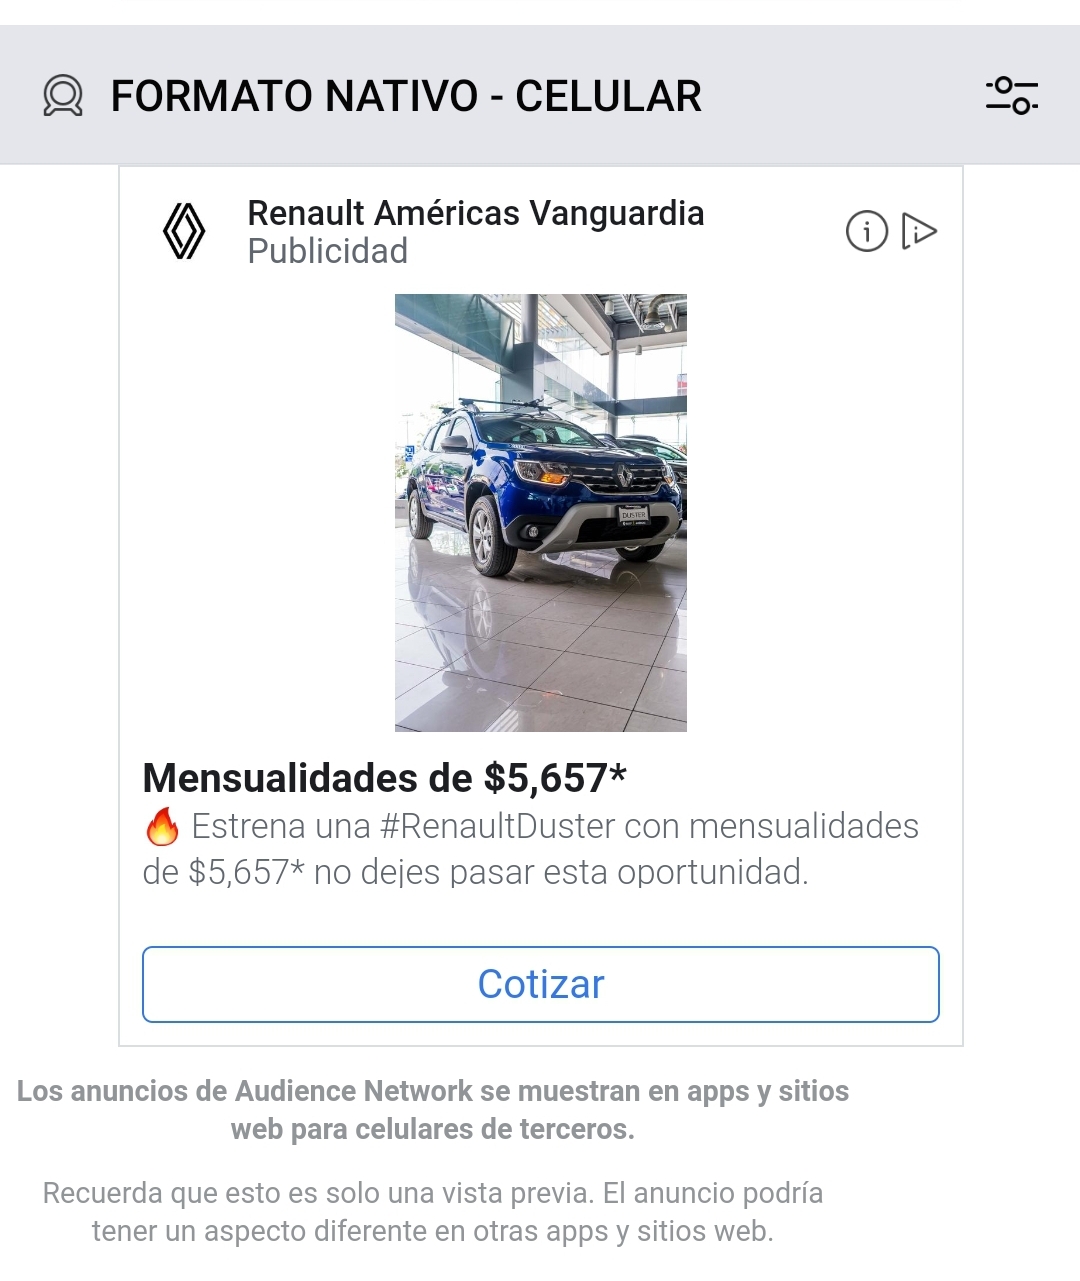 FORMATO NATIVO - CELULAR
Renault Américas Vanguardia
Publicidad
DUSTER
Mensualidades de $5,657*
🔥 Estrena una #RenaultDuster con mensualidades
de $5,657* no dejes pasar esta oportunidad.
Cotizar
Los anuncios de Audience Network se muestran en apps y sitios
web para celulares de terceros.
Recuerda que esto es solo una vista previa. El anuncio podría
tener un aspecto diferente en otras apps y sitios web.